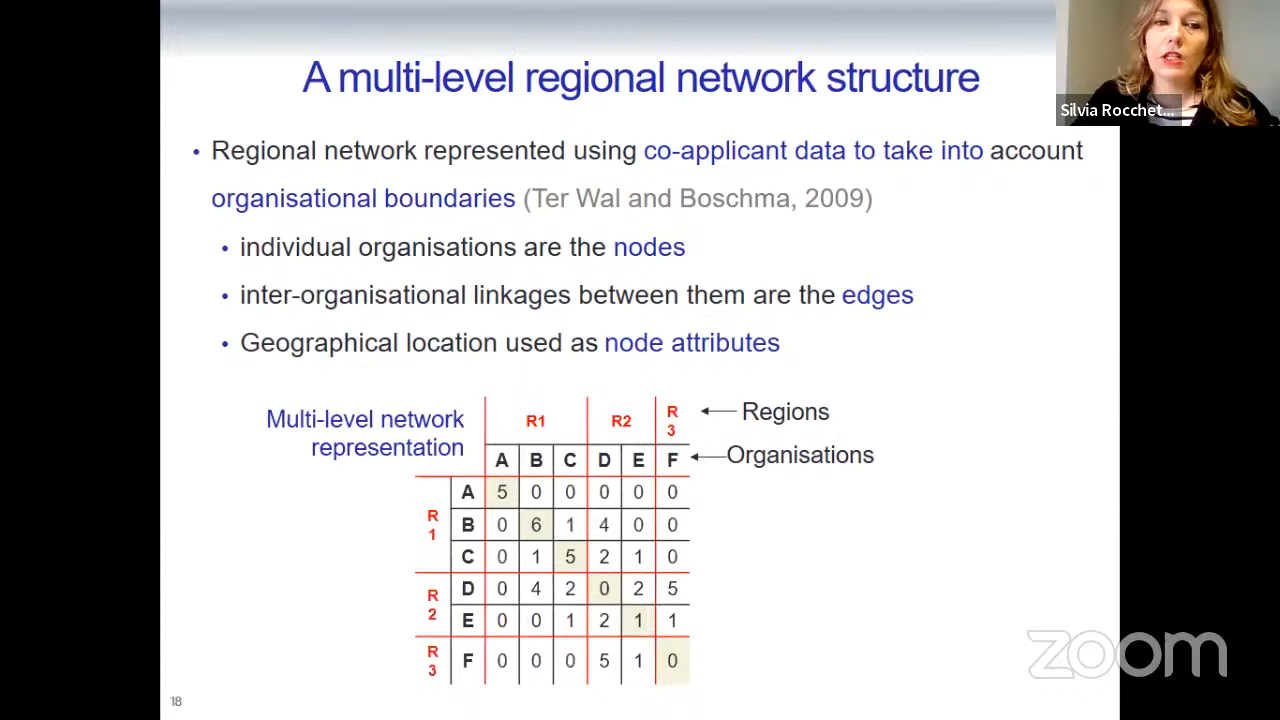 A multi-level regional network structure
Silvia Rocchet...
• Regional network represented using co-applicant data to take into account
organisational boundaries (Ter Wal and Boschma, 2009)
• individual organisations are the nodes
• inter-organisational linkages between them are the edges
• Geographical location used as node attributes
Multi-level network
representation
R1 R2 R
3
Regions
A B C D E F
Organisations
R
1
A 5 0 0 0 0 0
B 0 6 1 4 0 0
C 0 1 5 2 1 0
R
2
D 0 4 2 0 2 5
E 0 0 1 2 1 1
R
3
F 0 0 0 5 1 0
zoom
18